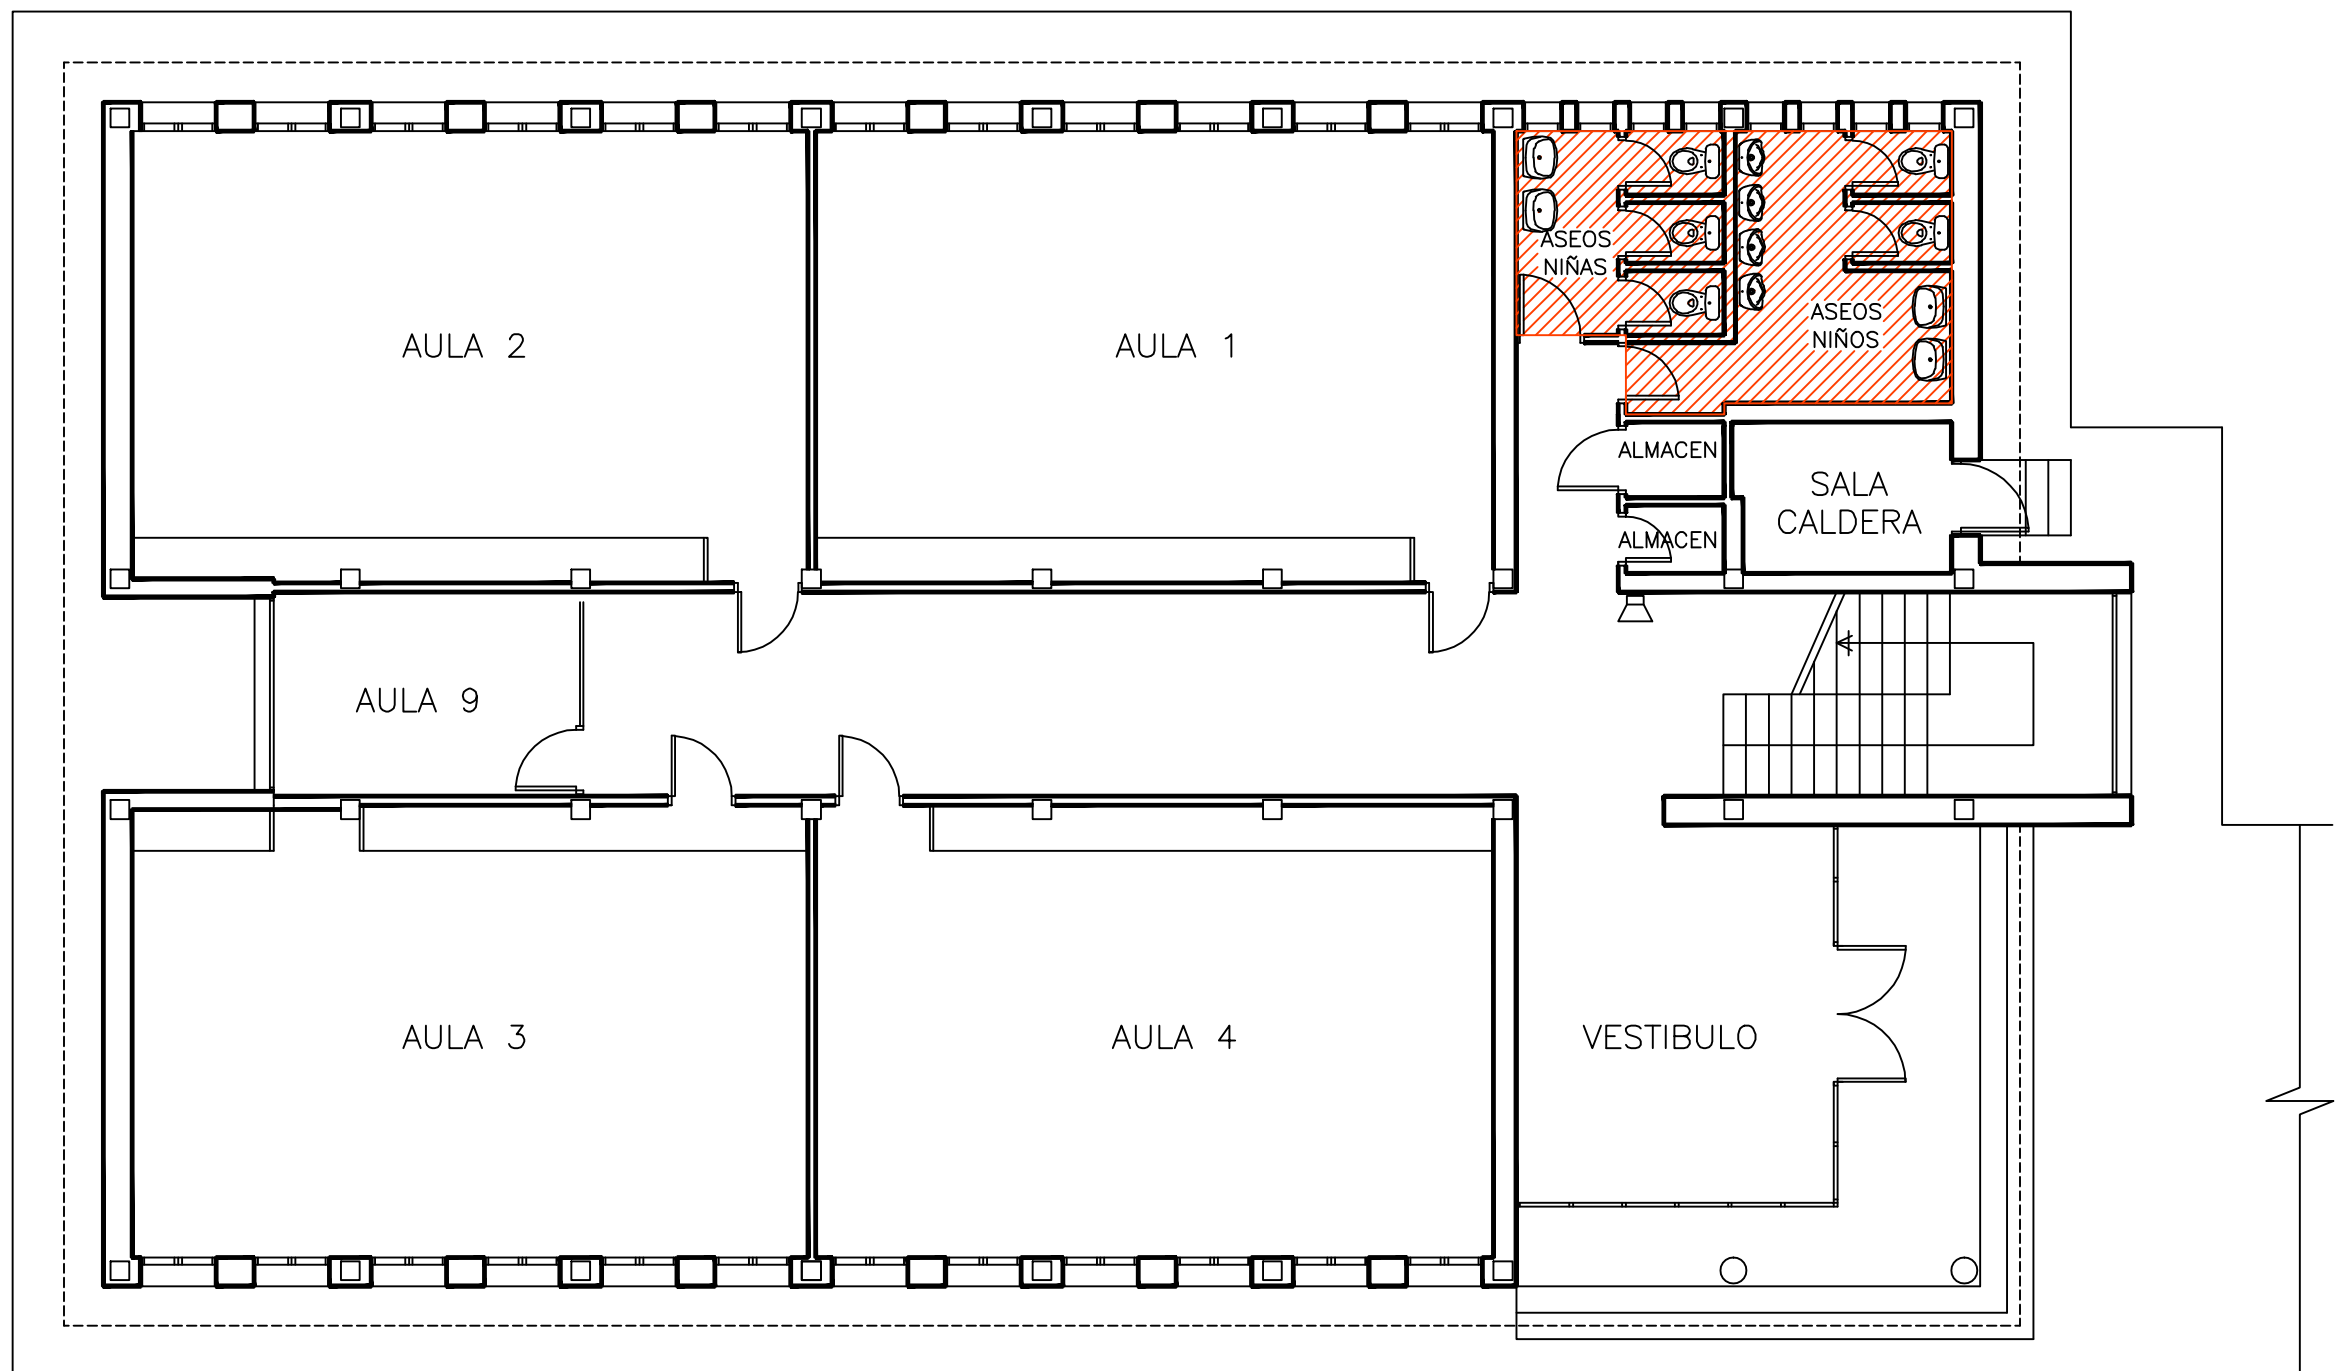 ASEOS
NIÑAS
ASEOS
NIÑOS
AULA 2
AULA 1
ALMACEN
SALA
CALDERA
ALMACEN
AULA 9
AULA 3
AULA 4
VESTIBULO